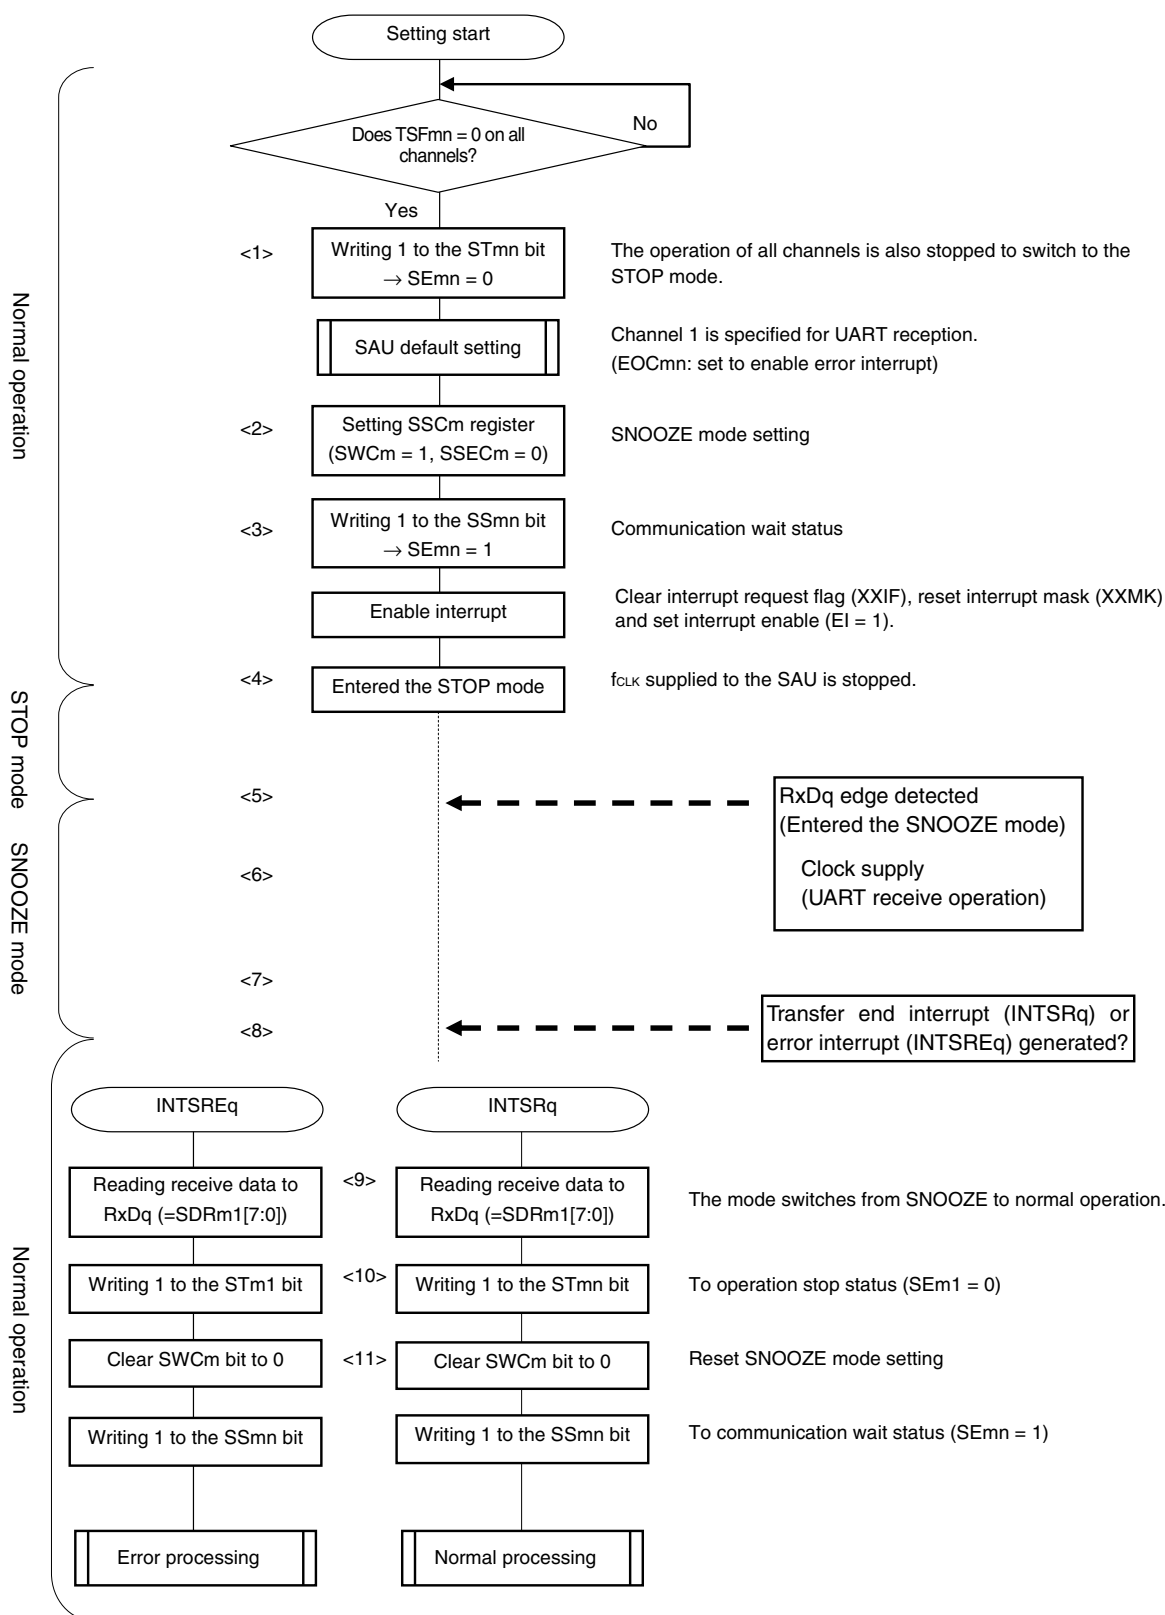 Setting start
No
Does TSFmn = 0 on all
channels?
Yes
<1>
Writing 1 to the STmn bit
→ SEmn = 0
The operation of all channels is also stopped to switch to the
STOP mode.
SAU default setting
Channel 1 is specified for UART reception.
(EOCmn: set to enable error interrupt)
Normal operation
<2>
Setting SSCm register
(SWCm = 1, SSECm = 0)
SNOOZE mode setting
<3>
Writing 1 to the SSmn bit
→ SEmn = 1
Communication wait status
Enable interrupt
Clear interrupt request flag (XXIF), reset interrupt mask (XXMK)
and set interrupt enable (EI = 1).
<4>
Entered the STOP mode
fCLK supplied to the SAU is stopped.
STOP mode
<5>
RxDq edge detected
(Entered the SNOOZE mode)
<6>
Clock supply
(UART receive operation)
SNOOZE mode
<7>
<8>
Transfer end interrupt (INTSRq) or
error interrupt (INTSREq) generated?
INTSREq
INTSRq
Reading receive data to
RxDq (=SDRm1[7:0])
<9>
Reading receive data to
RxDq (=SDRm1[7:0])
The mode switches from SNOOZE to normal operation.
Writing 1 to the STm1 bit
<10>
Writing 1 to the STmn bit
To operation stop status (SEm1 = 0)
Normal operation
Clear SWCm bit to 0
<11>
Clear SWCm bit to 0
Reset SNOOZE mode setting
Writing 1 to the SSmn bit
Writing 1 to the SSmn bit
To communication wait status (SEmn = 1)
Error processing
Normal processing